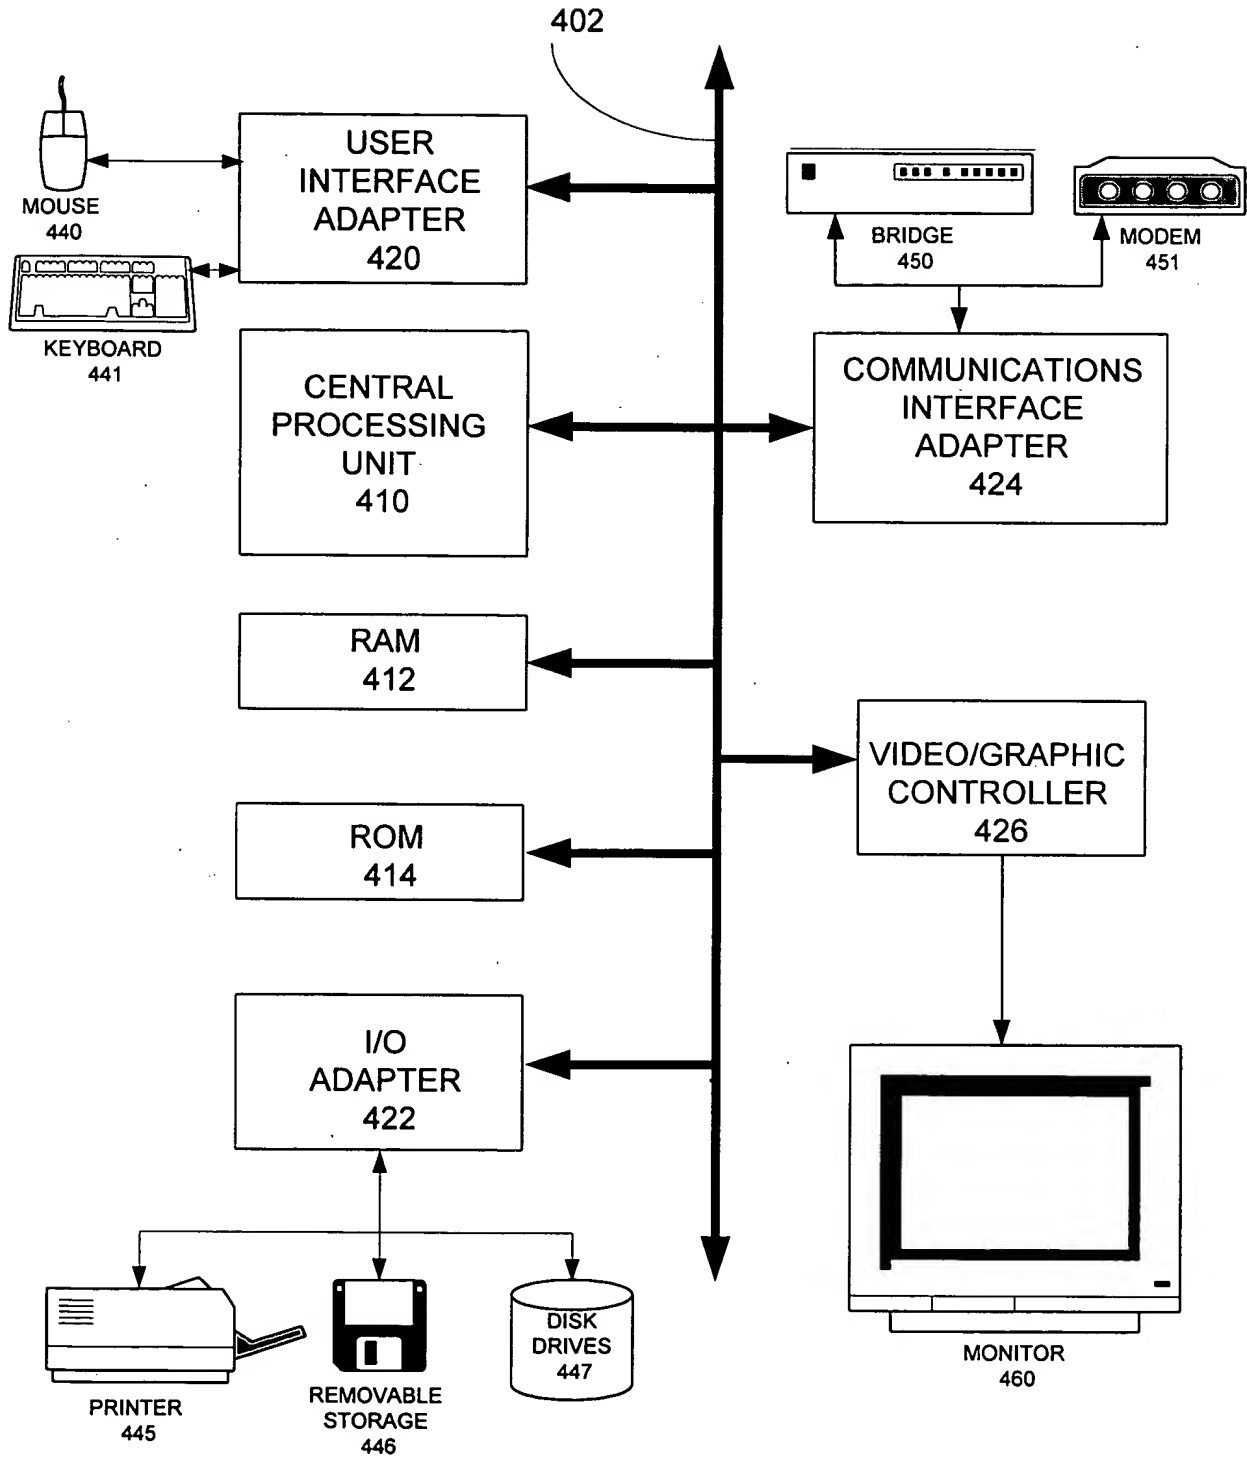 402
MOUSE
440
KEYBOARD
441
USER
INTERFACE
ADAPTER
420
BRIDGE
450
MODEM
451
CENTRAL
PROCESSING
UNIT
410
COMMUNICATIONS
INTERFACE
ADAPTER
424
RAM
412
VIDEO/GRAPHIC
CONTROLLER
426
ROM
414
I/O
ADAPTER
422
PRINTER
445
REMOVABLE
STORAGE
446
DISK
DRIVES
447
MONITOR
460